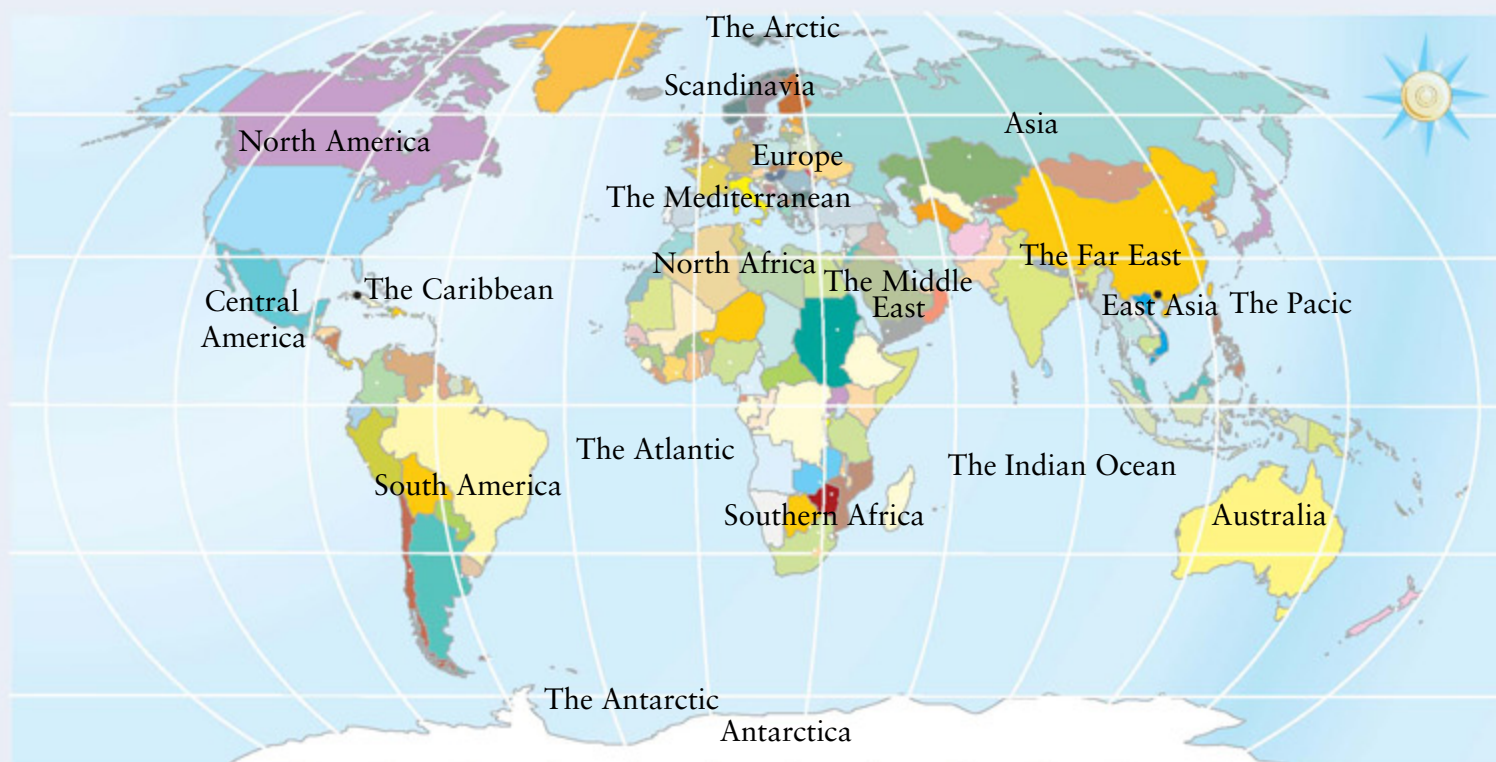 The Arctic
Scandinavia
North America
Asia
Europe
The Mediterranean
North Africa
The Far East
The Middle
East
The Caribbean
Central
America
East Asia
The Pacic
The Atlantic
The Indian Ocean
South America
Southern Africa
Australia
The Antarctic
Antarctica